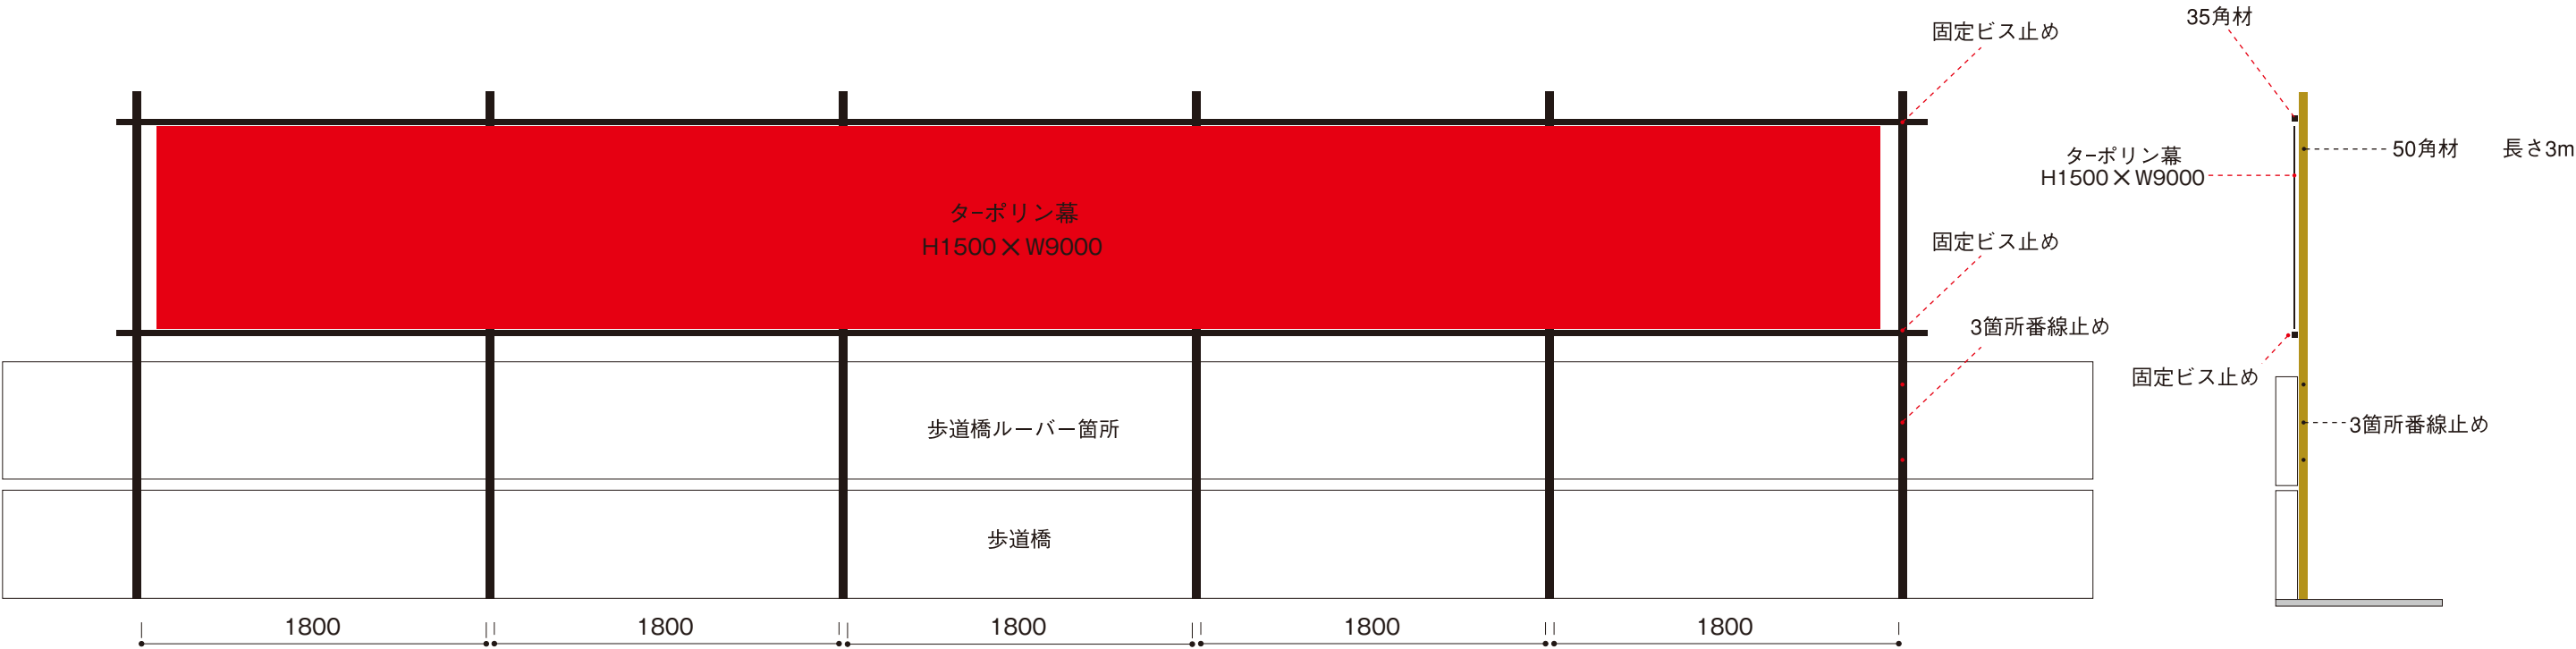 35角材
固定ビス止め
ターポリン幕
H1500×W9000
50角材　長さ3m
ターポリン幕
H1500×W9000
固定ビス止め
3箇所番線止め
固定ビス止め
歩道橋ルーバー箇所
3箇所番線止め
歩道橋
1800
1800
1800
1800
1800